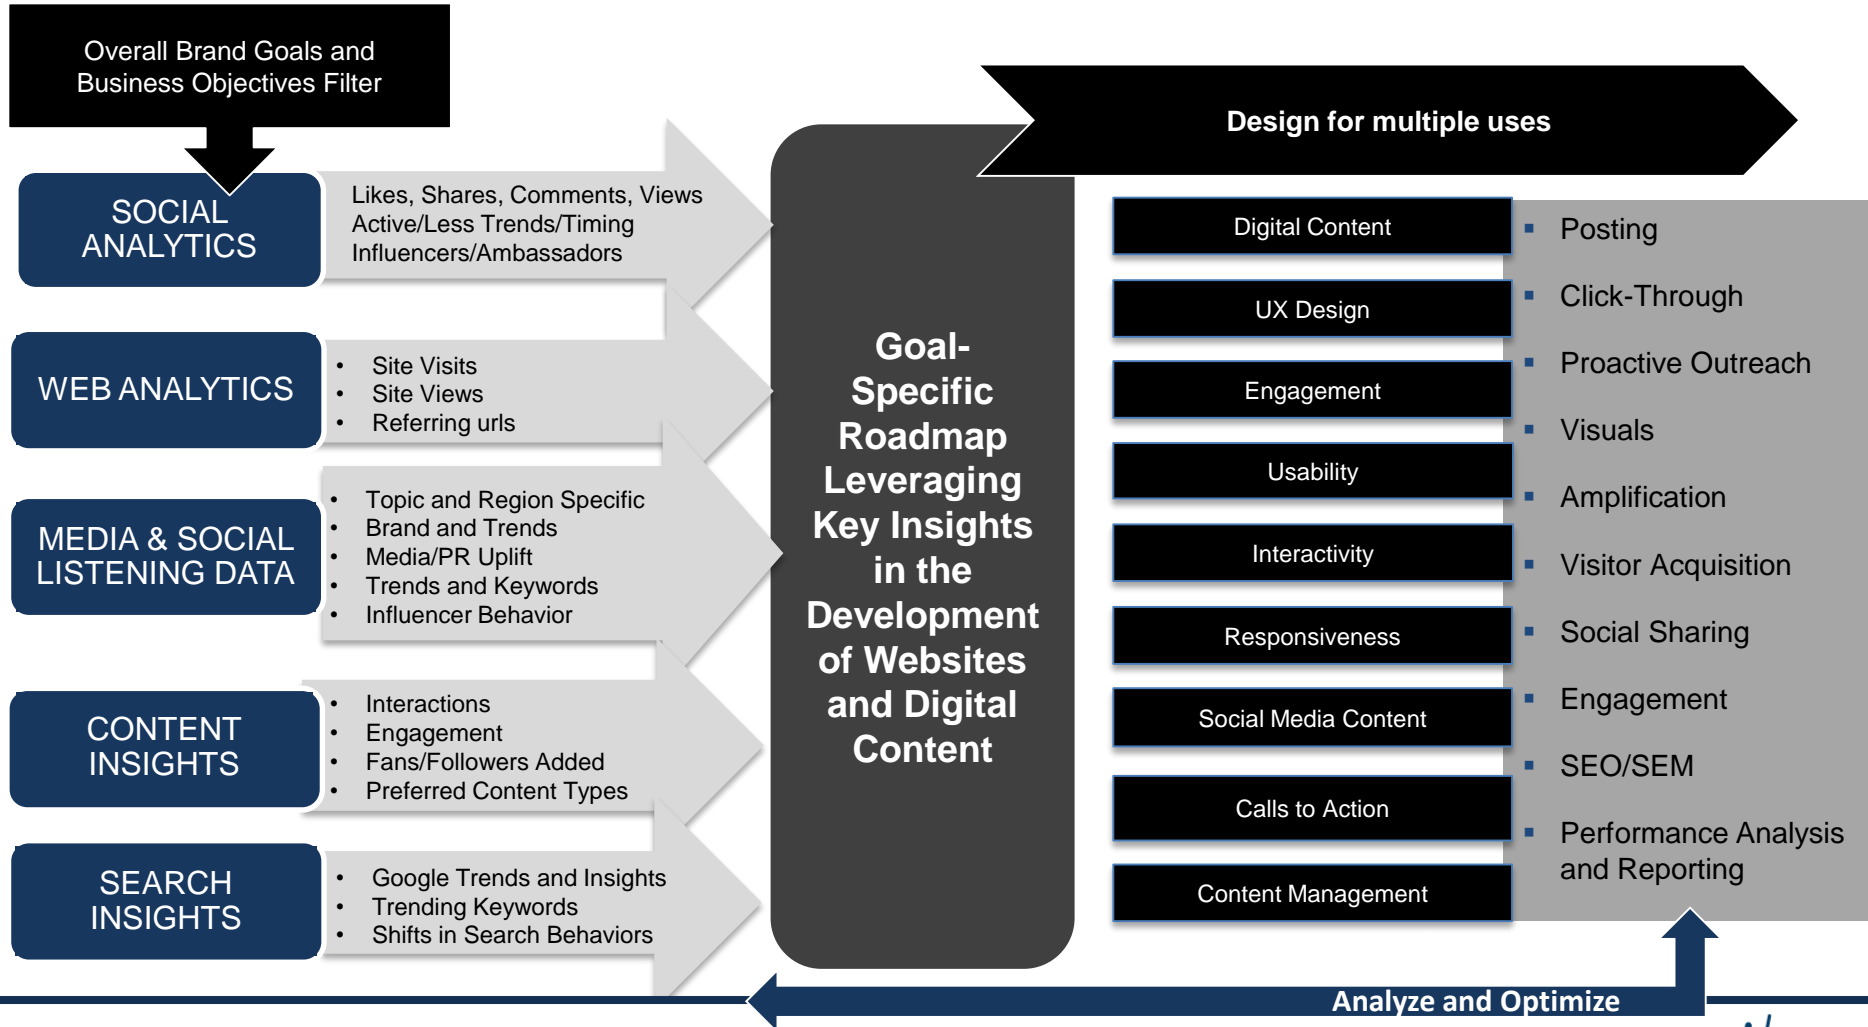 Overall Brand Goals and
Business Objectives Filter
Design for multiple uses
SOCIAL
ANALYTICS
Likes, Shares, Comments, Views
Active/Less Trends/Timing
Influencers/Ambassadors
WEB ANALYTICS
• Site Visits
• Site Views
• Referring urls
MEDIA & SOCIAL
LISTENING DATA
• Topic and Region Specific
• Brand and Trends
• Media/PR Uplift
• Trends and Keywords
• Influencer Behavior
CONTENT
INSIGHTS
• Interactions
• Engagement
• Fans/Followers Added
• Preferred Content Types
SEARCH
INSIGHTS
• Google Trends and Insights
• Trending Keywords
• Shifts in Search Behaviors
Goal-
Specific
Roadmap
Leveraging
Key Insights
in the
Development
of Websites
and Digital
Content
Digital Content
UX Design
Engagement
Usability
Interactivity
Responsiveness
Social Media Content
Calls to Action
Content Management
▪ Posting
▪ Click-Through
▪ Proactive Outreach
▪ Visuals
▪ Amplification
▪ Visitor Acquisition
▪ Social Sharing
▪ Engagement
▪ SEO/SEM
▪ Performance Analysis
and Reporting
Analyze and Optimize